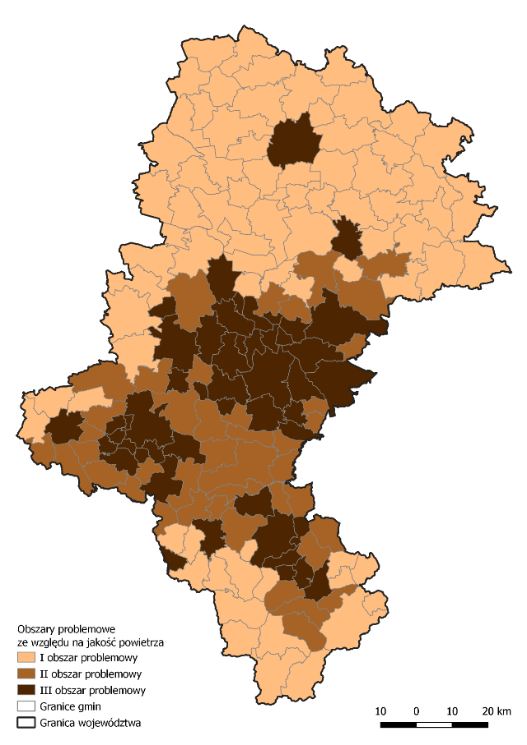 Obszary problemowe
ze względu na jakość powietrza
I obszar problemowy
II obszar problemowy
III obszar problemowy
Granice gmin
Granica województwa
10 0 10 20 km